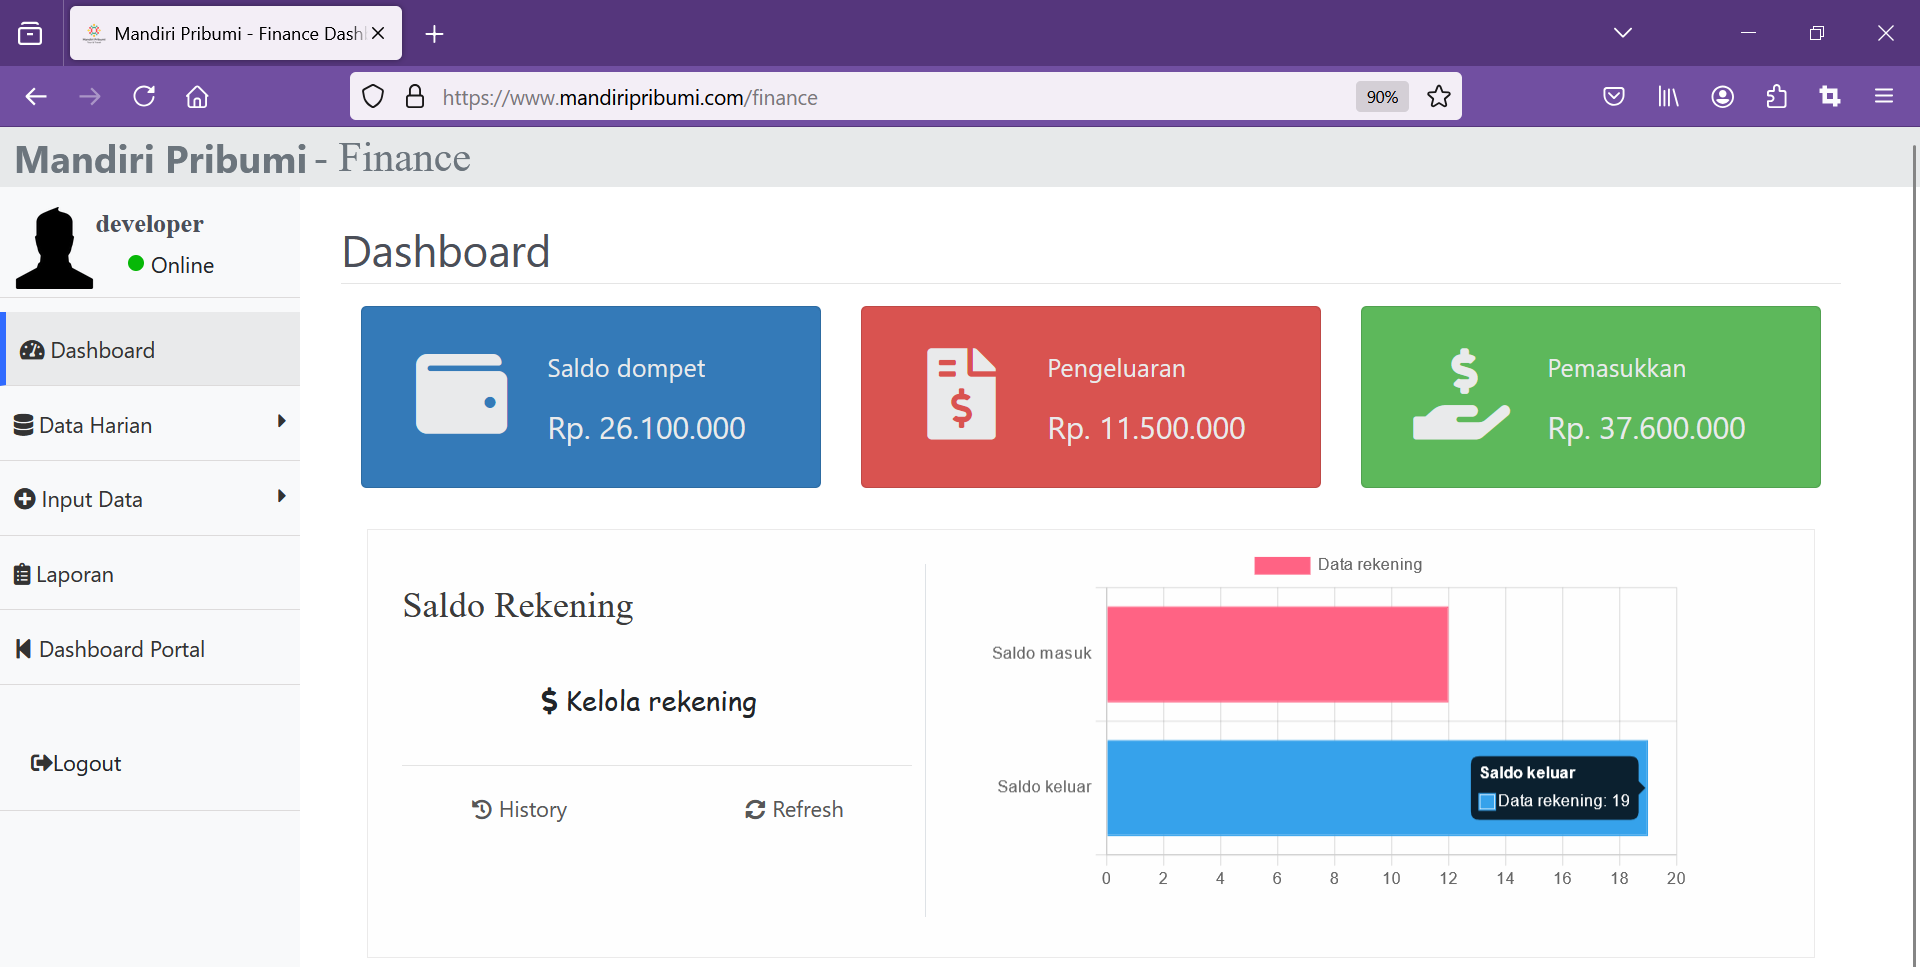 Mandiri Pribumi - Finance Dash
https://www.mandiripribumi.com/finance
90%
Mandiri Pribumi - Finance
developer
Online
Dashboard
Data Harian
Input Data
Laporan
Dashboard Portal
Logout
Dashboard
Saldo dompet
Rp. 26.100.000
Pengeluaran
Rp. 11.500.000
Pemasukkan
Rp. 37.600.000
Saldo Rekening
$ Kelola rekening
History
Refresh
Data rekening
Saldo masuk
Saldo keluar
Saldo keluar
Data rekening: 19
0 2 4 6 8 10 12 14 16 18 20